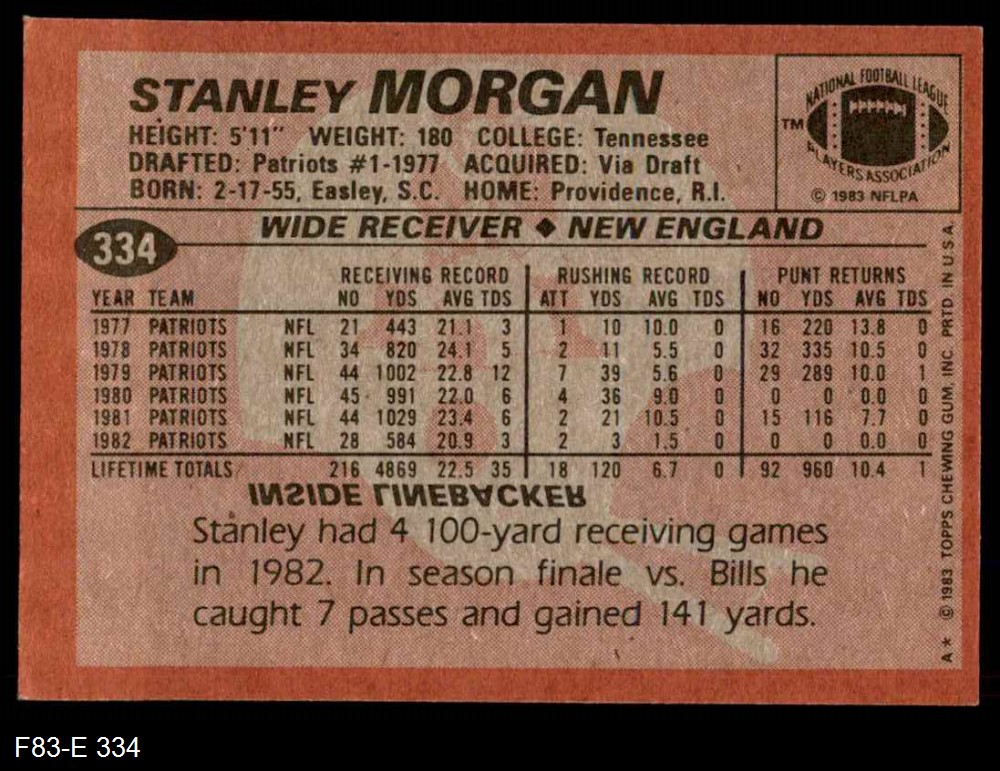 STANLEY MORGAN
HEIGHT: 5'11" WEIGHT: 180 COLLEGE: Tennessee
DRAFTED: Patriots #1-1977 ACQUIRED: Via Draft
BORN: 2-17-55, Easley, S.C. HOME: Providence, R.I.
NATIONAL FOOTBALL LEAGUE
TM
PLAYERS ASSOCIATION
© 1983 NFLPA
334
WIDE RECEIVER ◆ NEW ENGLAND
RECEIVING RECORD RUSHING RECORD PUNT RETURNS
YEAR TEAM NO YDS AVG TDS ATT YDS AVG TDS NO YDS AVG TDS
1977 PATRIOTS NFL 21 443 21.1 3 1 10 10.0 0 16 220 13.8 0
1978 PATRIOTS NFL 34 820 24.1 5 2 11 5.5 0 32 335 10.5 0
1979 PATRIOTS NFL 44 1002 22.8 12 7 39 5.6 0 29 289 10.0 1
1980 PATRIOTS NFL 45 991 22.0 6 4 36 9.0 0 0 0 0.0 0
1981 PATRIOTS NFL 44 1029 23.4 6 2 21 10.5 0 15 116 7.7 0
1982 PATRIOTS NFL 28 584 20.9 3 2 3 1.5 0 0 0 0.0 0
LIFETIME TOTALS 216 4869 22.5 35 18 120 6.7 0 92 960 10.4 1
INSIDE LINEBACKER
Stanley had 4 100-yard receiving games
in 1982. In season finale vs. Bills he
caught 7 passes and gained 141 yards.
A * © 1983 TOPPS CHEWING GUM, INC. PRTD. IN U.S.A.
F83-E 334